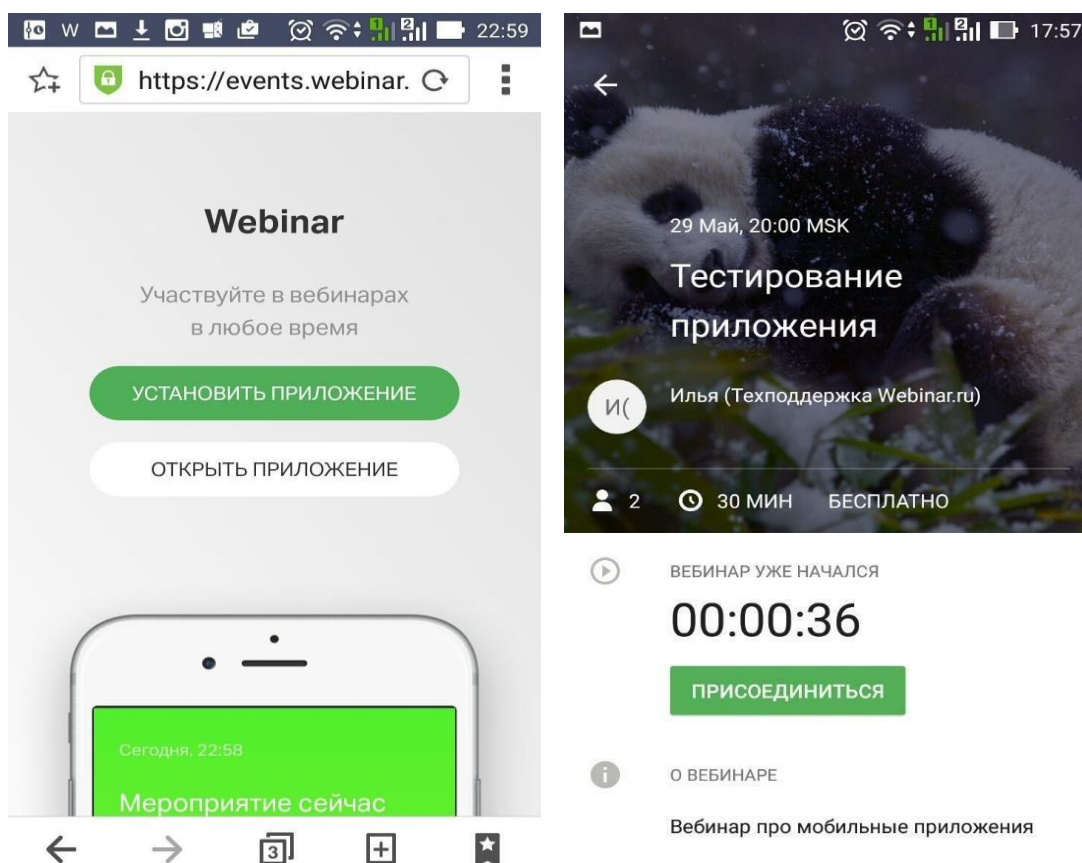 W
22:59
https://events.webinar.
Webinar
Участвуйте в вебинарах
в любое время
УСТАНОВИТЬ ПРИЛОЖЕНИЕ
ОТКРЫТЬ ПРИЛОЖЕНИЕ
Сегодня, 22:58
Мероприятие сейчас
3
17:57
29 Май, 20:00 MSK
Тестирование
приложения
И(
Илья (Техподдержка Webinar.ru)
2
30 МИН
БЕСПЛАТНО
ВЕБИНАР УЖЕ НАЧАЛСЯ
00:00:36
ПРИСОЕДИНИТЬСЯ
О ВЕБИНАРЕ
Вебинар про мобильные приложения